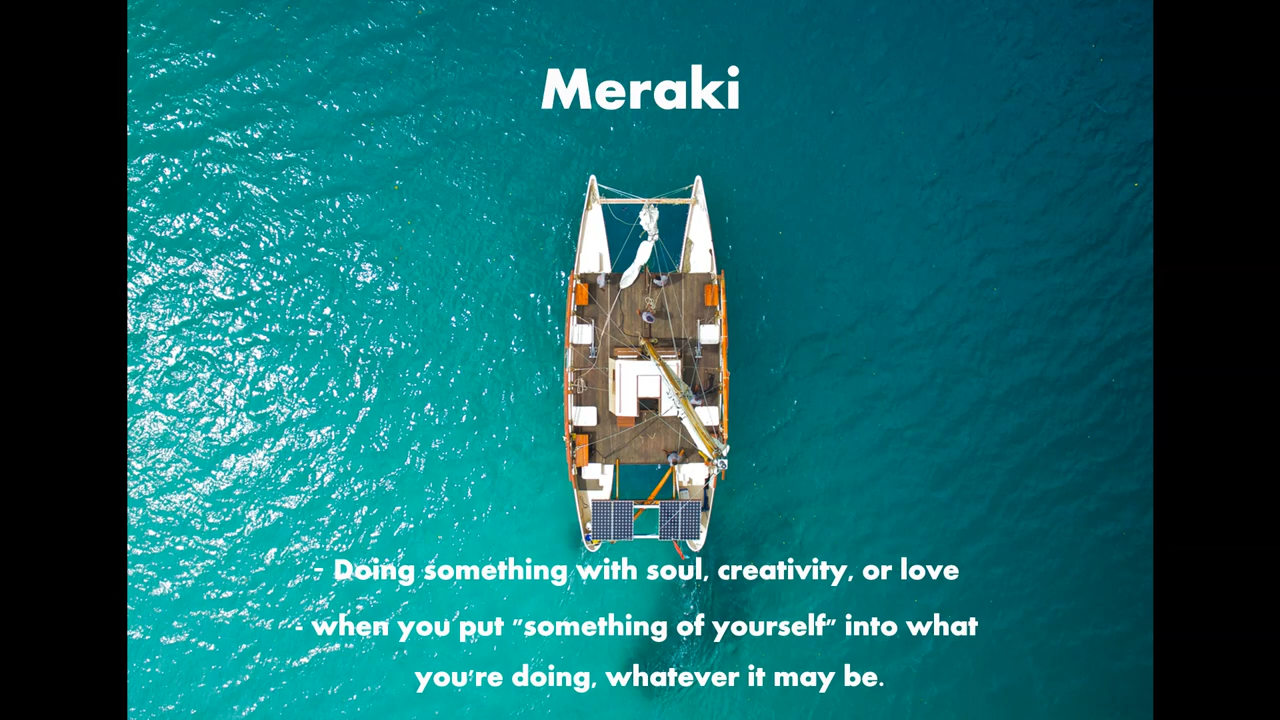 Meraki
- Doing something with soul, creativity, or love
- when you put "something of yourself" into what
you're doing, whatever it may be.